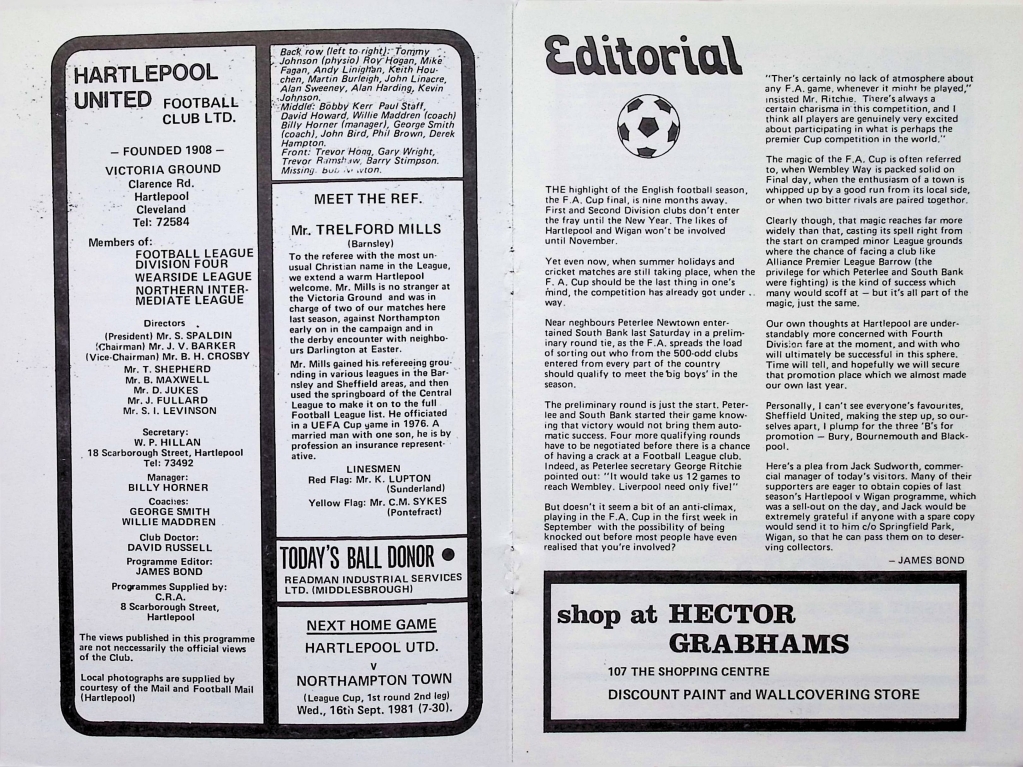 HARTLEPOOL
UNITED FOOTBALL
CLUB LTD.
– FOUNDED 1908 –
VICTORIA GROUND
Clarence Rd.
Hartlepool
Cleveland
Tel: 72584
Members of:
FOOTBALL LEAGUE
DIVISION FOUR
WEARSIDE LEAGUE
NORTHERN INTER-
MEDIATE LEAGUE
Directors
(President) Mr. S. SPALDIN
(Chairman) Mr. J. V. BARKER
(Vice-Chairman) Mr. B. H. CROSBY
Mr. T. SHEPHERD
Mr. B. MAXWELL
Mr. D. JUKES
Mr. J. FULLARD
Mr. S. I. LEVINSON
Secretary:
W. P. HILLAN
18 Scarborough Street, Hartlepool
Tel: 73492
Manager:
BILLY HORNER
Coaches:
GEORGE SMITH
WILLIE MADDREN
Club Doctor:
DAVID RUSSELL
Programme Editor:
JAMES BOND
Programmes Supplied by:
C.R.A.
8 Scarborough Street,
Hartlepool
The views published in this programme
are not neccessarily the official views
of the Club.
Local photographs are supplied by
courtesy of the Mail and Football Mail
(Hartlepool)
Back row (left to right): Tommy
Johnson (physio) Roy Hogan, Mike
Fagan, Andy Linighan, Keith Hou-
chen, Martin Burleigh, John Linacre,
Alan Sweeney, Alan Harding, Kevin
Johnson.
Middle: Bobby Kerr Paul Staff,
David Howard, Willie Maddren (coach)
Billy Horner (manager), George Smith
(coach), John Bird, Phil Brown, Derek
Hampton.
Front: Trevor Hogg, Gary Wright,
Trevor Ramshaw, Barry Stimpson.
Missing. Bob
MEET THE REF.
Mr. TRELFORD MILLS
(Barnsley)
To the referee with the most un-
usual Christian name in the League,
we extend a warm Hartlepool
welcome. Mr. Mills is no stranger at
the Victoria Ground and was in
charge of two of our matches here
last season, against Northampton
early on in the campaign and in
the derby encounter with neighbo-
urs Darlington at Easter.
Mr. Mills gained his refereeing grou-
nding in various leagues in the Bar-
nsley and Sheffield areas, and then
used the springboard of the Central
League to make it on to the full
Football League list. He officiated
in a UEFA Cup game in 1976. A
married man with one son, he is by
profession an insurance represent-
ative.
LINESMEN
Red Flag: Mr. K. LUPTON
(Sunderland)
Yellow Flag: Mr. C.M. SYKES
(Pontefract)
TODAY'S BALL DONOR ●
READMAN INDUSTRIAL SERVICES
LTD. (MIDDLESBROUGH)
NEXT HOME GAME
HARTLEPOOL UTD.
v
NORTHAMPTON TOWN
(League Cup, 1st round 2nd leg)
Wed., 16th Sept. 1981 (7-30).
Editorial
THE highlight of the English football season,
the F.A. Cup final, is nine months away.
First and Second Division clubs don't enter
the fray until the New Year. The likes of
Hartlepool and Wigan won't be involved
until November.
Yet even now, when summer holidays and
cricket matches are still taking place, when the
F. A. Cup should be the last thing in one's
mind, the competition has already got under
way.
Near neghbours Peterlee Newtown enter-
tained South Bank last Saturday in a prelim-
inary round tie, as the F.A. spreads the load
of sorting out who from the 500-odd clubs
entered from every part of the country
should qualify to meet the 'big boys' in the
season.
The preliminary round is just the start. Peter-
lee and South Bank started their game know-
ing that victory would not bring them auto-
matic success. Four more qualifying rounds
have to be negotiated before there is a chance
of having a crack at a Football League club.
Indeed, as Peterlee secretary George Ritchie
pointed out: "It would take us 12 games to
reach Wembley. Liverpool need only five!"
But doesn't it seem a bit of an anti-climax,
playing in the F.A. Cup in the first week in
September with the possibility of being
knocked out before most people have even
realised that you're involved?
"There's certainly no lack of atmosphere about
any F.A. game, whenever it might be played,"
insisted Mr. Ritchie. There's always a
certain charisma in this competition, and I
think all players are genuinely very excited
about participating in what is perhaps the
premier Cup competition in the world."
The magic of the F.A. Cup is often referred
to, when Wembley Way is packed solid on
Final day, when the enthusiasm of a town is
whipped up by a good run from its local side,
or when two bitter rivals are paired together.
Clearly though, that magic reaches far more
widely than that, casting its spell right from
the start on cramped minor League grounds
where the chance of facing a club like
Alliance Premier League Barrow (the
privilege for which Peterlee and South Bank
were fighting) is the kind of success which
many would scoff at – but it's all part of the
magic, just the same.
Our own thoughts at Hartlepool are under-
standably more concerned with Fourth
Division fare at the moment, and with who
will ultimately be successful in this sphere.
Time will tell, and hopefully we will secure
that promotion place which we almost made
our own last year.
Personally, I can't see everyone's favourites,
Sheffield United, making the step up, so our-
selves apart, I plump for the three 'B's for
promotion – Bury, Bournemouth and Black-
pool.
Here's a plea from Jack Sudworth, commer-
cial manager of today's visitors. Many of their
supporters are eager to obtain copies of last
season's Hartlepool v Wigan programme, which
was a sell-out on the day, and Jack would be
extremely grateful if anyone with a spare copy
would send it to him c/o Springfield Park,
Wigan, so that he can pass them on to deser-
ving collectors.
– JAMES BOND
shop at HECTOR
GRABHAMS
107 THE SHOPPING CENTRE
DISCOUNT PAINT and WALLCOVERING STORE